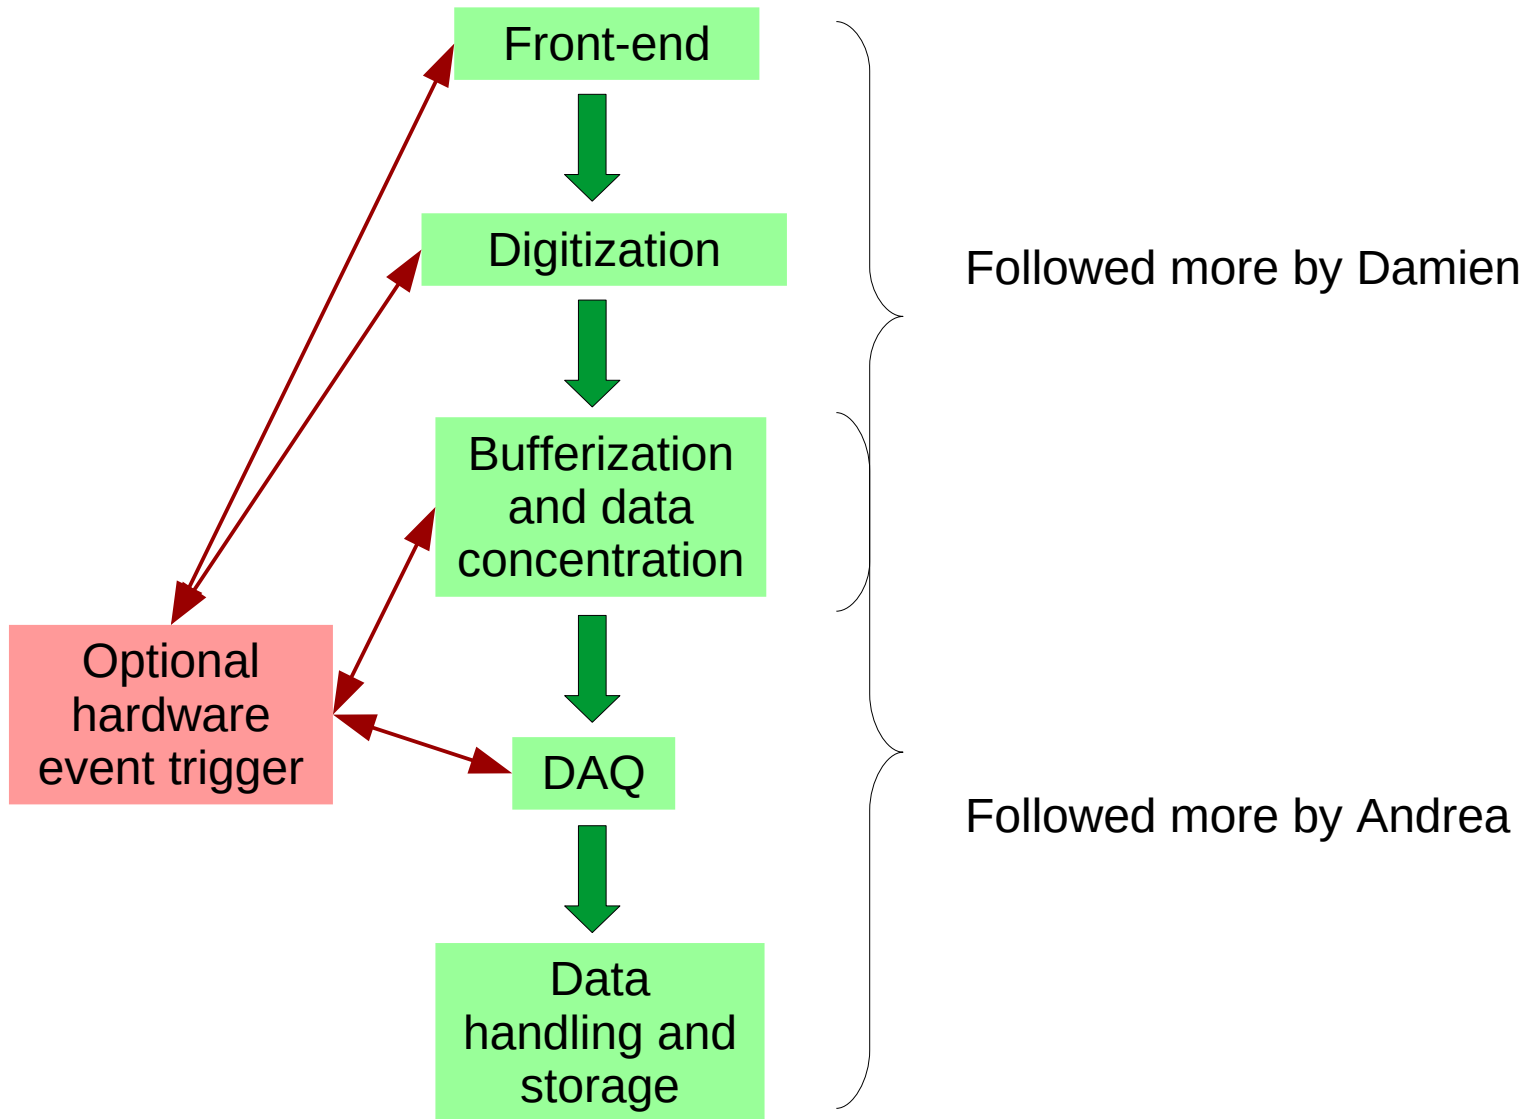 Front-end
Digitization
Followed more by Damien
Bufferization
and data
concentration
Optional
hardware
event trigger
DAQ
Followed more by Andrea
Data
handling and
storage